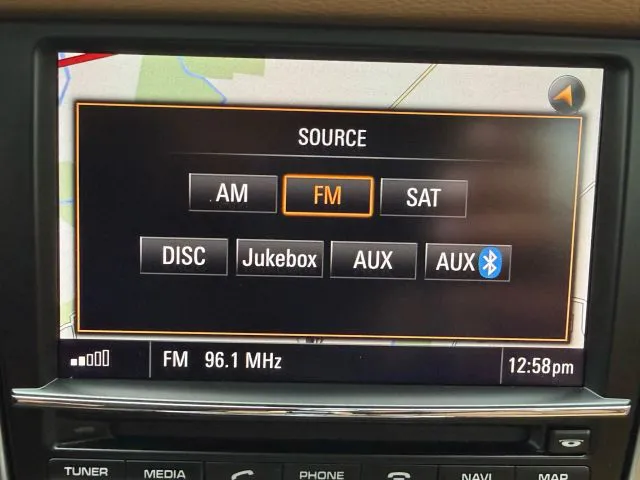 SOURCE
AM FM SAT
DISC Jukebox AUX AUX
FM 96.1 MHz 12:58pm
TUNER MEDIA PHONE NAVI MAP